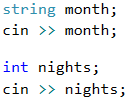 string month;
cin >> month;
int nights;
cin >> nights;